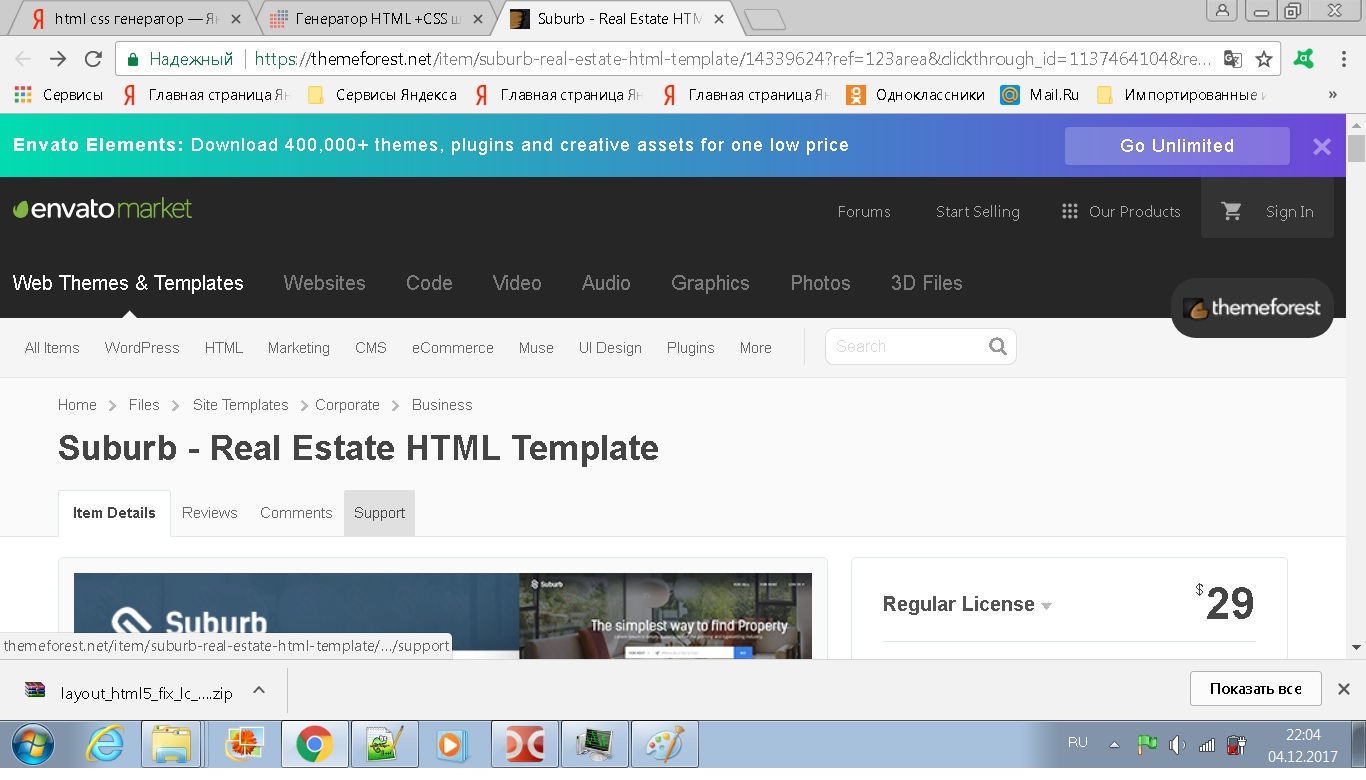 html css генератор — Ян
Генератор HTML +CSS ш
Suburb - Real Estate HTM
Надежный
https://themeforest.net/item/suburb-real-estate-html-template/14339624?ref=123area&clickthrough_id=1137464104&re...
Сервисы Главная страница Ян Сервисы Яндекса Главная страница Ян Главная страница Ян Одноклассники Mail.Ru Импортированные и »
Envato Elements: Download 400,000+ themes, plugins and creative assets for one low price
Go Unlimited
envatomarket
Forums Start Selling Our Products Sign In
Web Themes & Templates Websites Code Video Audio Graphics Photos 3D Files
themeforest
All Items WordPress HTML Marketing CMS eCommerce Muse UI Design Plugins More Search
Home Files Site Templates Corporate Business
Suburb - Real Estate HTML Template
Item Details Reviews Comments Support
Suburb
Suburb
The simplest way to find Property
Regular License $29
themeforest.net/item/suburb-real-estate-html-template/.../support
layout_html5_fix_lc_....zip
Показать все
RU
22:04
04.12.2017